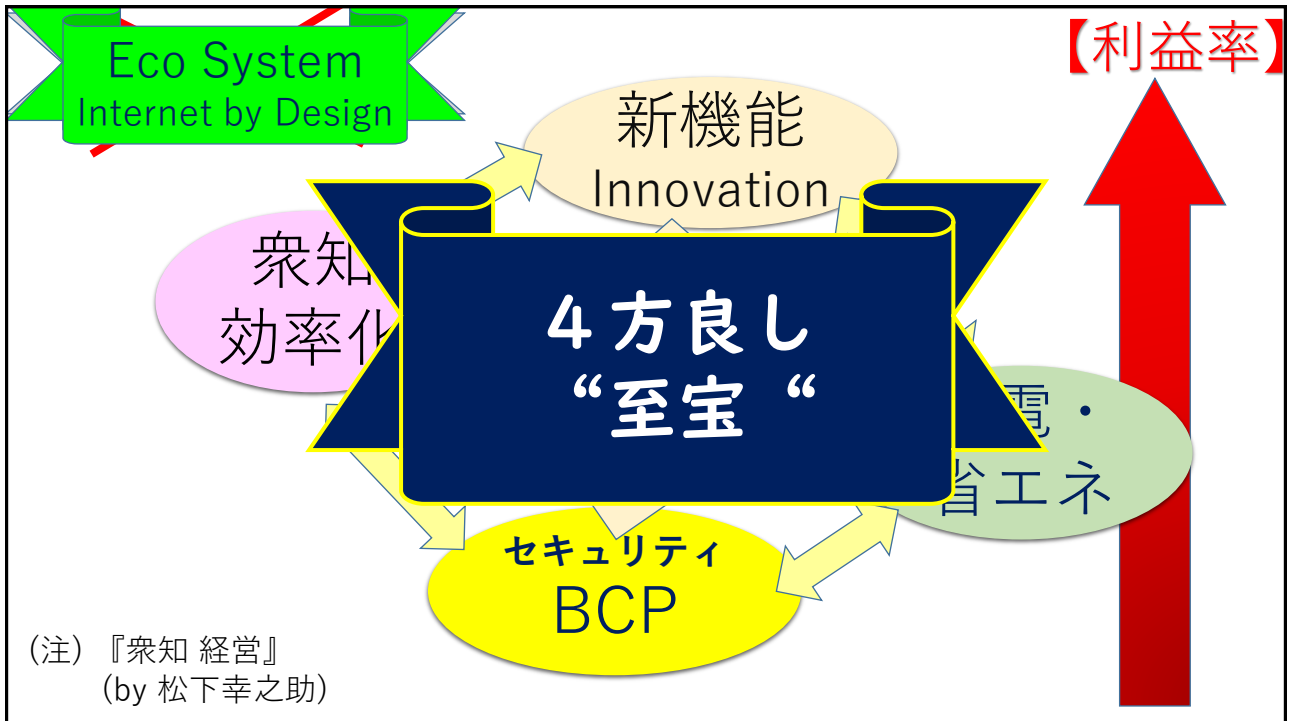 Eco System
Internet by Design
【利益率】
新機能
Innovation
衆知
効率化
４方良し
“至宝 “
電・
省エネ
セキュリティ
BCP
(注) 『衆知 経営』
(by 松下幸之助)